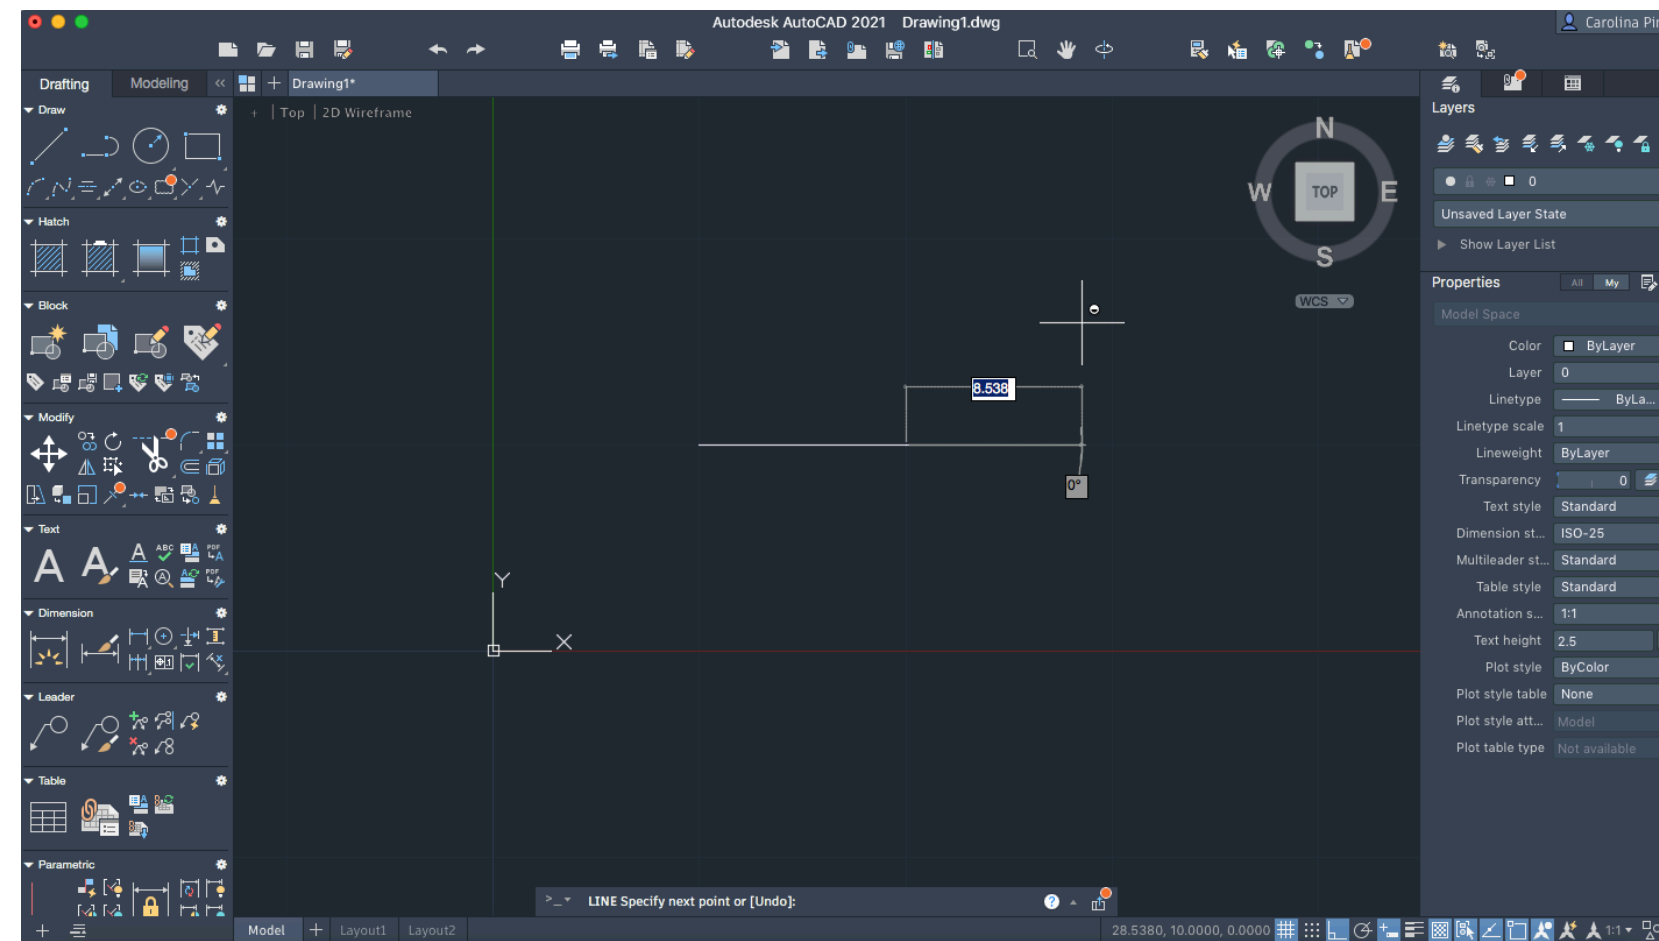 Autodesk AutoCAD 2021 Drawing1.dwg
Carolina Pir
Drafting Modeling << + Drawing1*
Draw
+ | Top | 2D Wireframe
Hatch
Block
Modify
Text
A A A ABC A PDF A
A A PDF
Dimension
Leader
Table
Parametric
N
W TOP E
S
WCS
8.538
0°
Y
X
>_ LINE Specify next point or [Undo]:
Model + Layout1 Layout2
28.5380, 10.0000, 0.0000
1:1
Layers
0
Unsaved Layer State
Show Layer List
Properties All My
Model Space
Color ByLayer
Layer 0
Linetype ByLa...
Linetype scale 1
Lineweight ByLayer
Transparency 0
Text style Standard
Dimension st... ISO-25
Multileader st... Standard
Table style Standard
Annotation s... 1:1
Text height 2.5
Plot style ByColor
Plot style table None
Plot style att... Model
Plot table type Not available